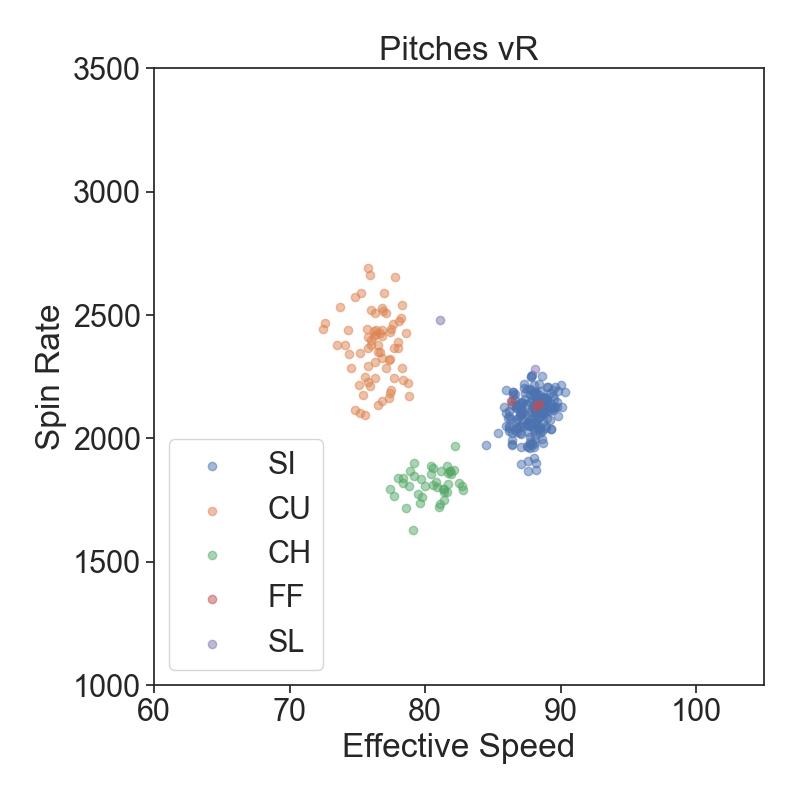 Pitches vR
3500
3000
2500
2000
1500
1000
Spin Rate
SI
CU
CH
FF
SL
60 70 80 90 100
Effective Speed